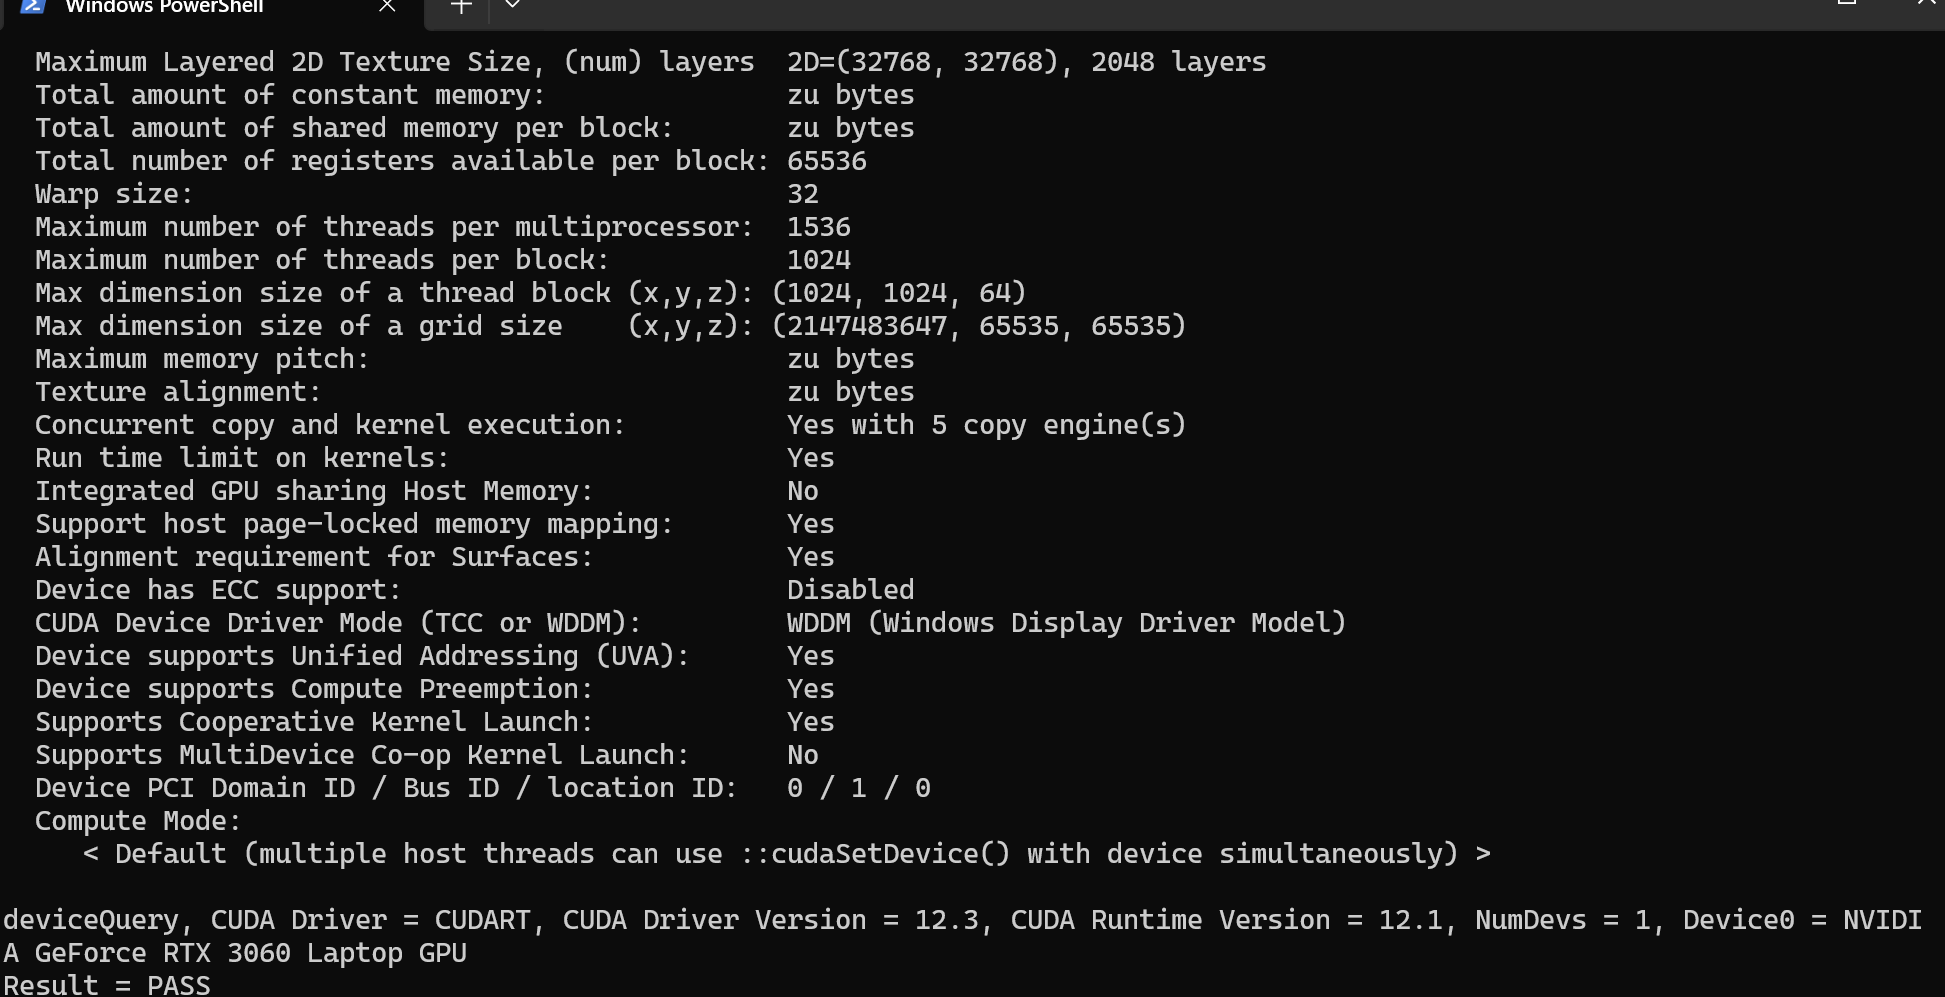 Windows PowerShell
Maximum Layered 2D Texture Size, (num) layers  2D=(32768, 32768), 2048 layers
Total amount of constant memory:               zu bytes
Total amount of shared memory per block:       zu bytes
Total number of registers available per block: 65536
Warp size:                                     32
Maximum number of threads per multiprocessor:  1536
Maximum number of threads per block:           1024
Max dimension size of a thread block (x,y,z): (1024, 1024, 64)
Max dimension size of a grid size    (x,y,z): (2147483647, 65535, 65535)
Maximum memory pitch:                          zu bytes
Texture alignment:                             zu bytes
Concurrent copy and kernel execution:          Yes with 5 copy engine(s)
Run time limit on kernels:                     Yes
Integrated GPU sharing Host Memory:            No
Support host page-locked memory mapping:       Yes
Alignment requirement for Surfaces:            Yes
Device has ECC support:                        Disabled
CUDA Device Driver Mode (TCC or WDDM):         WDDM (Windows Display Driver Model)
Device supports Unified Addressing (UVA):      Yes
Device supports Compute Preemption:            Yes
Supports Cooperative Kernel Launch:            Yes
Supports MultiDevice Co-op Kernel Launch:      No
Device PCI Domain ID / Bus ID / location ID:   0 / 1 / 0
Compute Mode:
< Default (multiple host threads can use ::cudaSetDevice() with device simultaneously) >
deviceQuery, CUDA Driver = CUDART, CUDA Driver Version = 12.3, CUDA Runtime Version = 12.1, NumDevs = 1, Device0 = NVIDI
A GeForce RTX 3060 Laptop GPU
Result = PASS